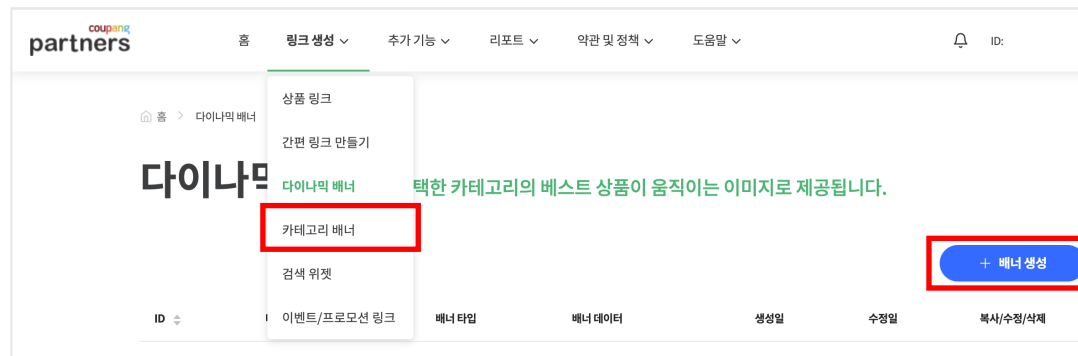 coupang
partners
홈 링크 생성 추가 기능 리포트 약관 및 정책 도움말 ID:
상품 링크
홈 > 다이나믹 배너
간편 링크 만들기
다이나믹
다이나믹 배너
택한 카테고리의 베스트 상품이 움직이는 이미지로 제공됩니다.
카테고리 배너
+ 배너 생성
검색 위젯
이벤트/프로모션 링크
ID 배너 타입 배너 데이터 생성일 수정일 복사/수정/삭제